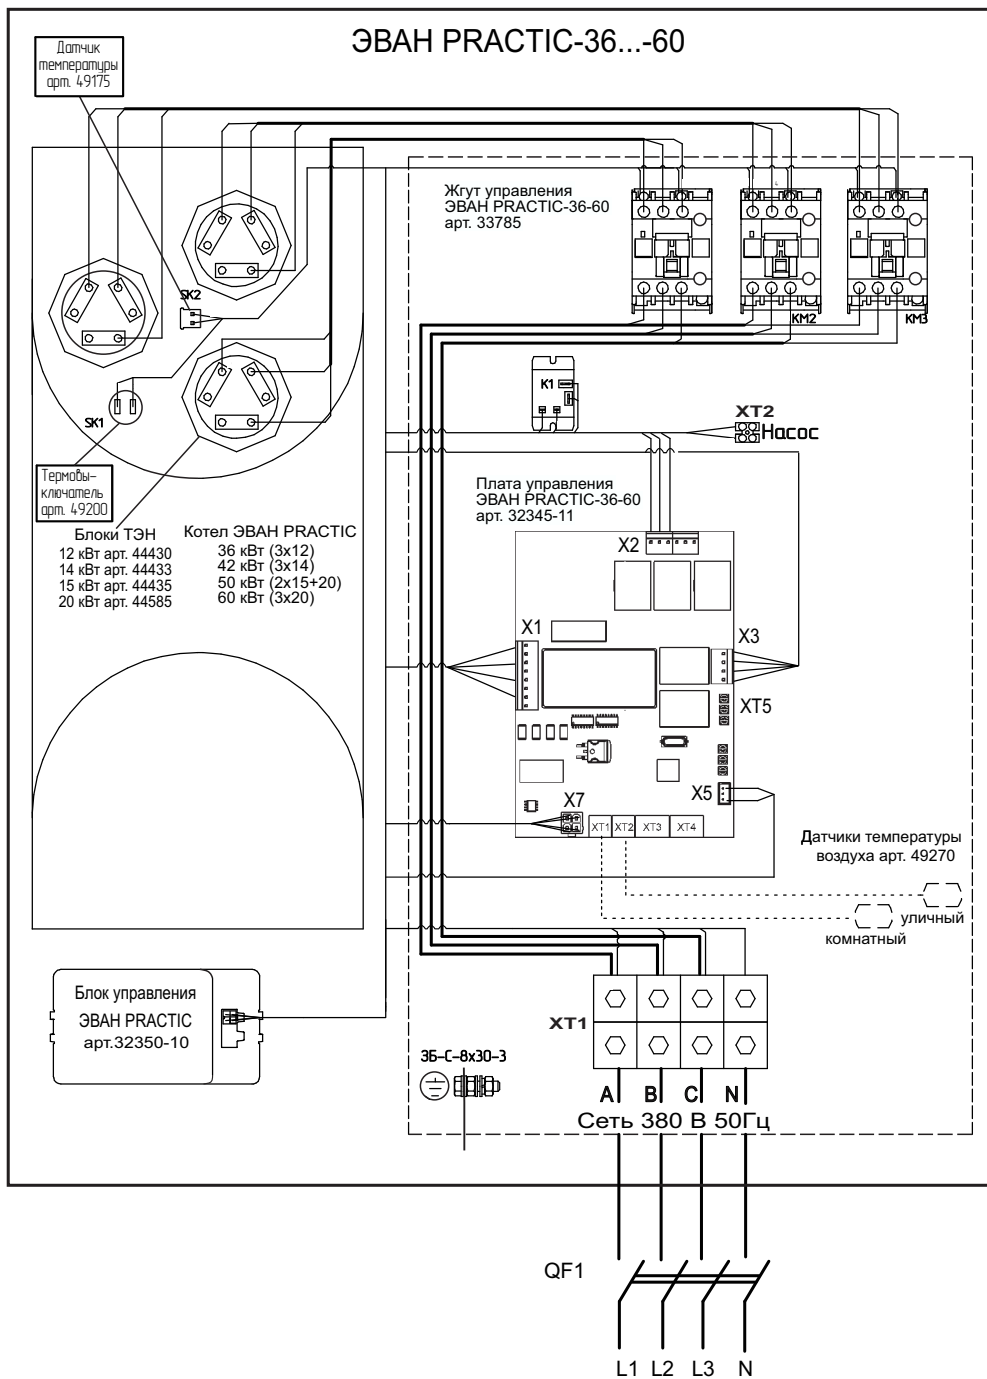 ЭВАН PRACTIC-36...-60
Датчик
температуры
арт. 49175
Жгут управления
ЭВАН PRACTIC-36-60
арт. 33785
SK2
КМ2
КМ3
К1
ХТ2
Насос
SK1
Термовы-
ключатель
арт. 49200
Блоки ТЭН
12 кВт арт. 44430
14 кВт арт. 44433
15 кВт арт. 44435
20 кВт арт. 44585
Котел ЭВАН PRACTIC
36 кВт (3х12)
42 кВт (3х14)
50 кВт (2х15+20)
60 кВт (3х20)
Плата управления
ЭВАН PRACTIC-36-60
арт. 32345-11
X2
X1
X3
XT5
X7
X5
XT1 XT2 XT3 XT4
Датчики температуры
воздуха арт. 49270
уличный
комнатный
Блок управления
ЭВАН PRACTIC
арт.32350-10
ХТ1
ЗБ-С-8х30-3
A B C N
Сеть 380 В 50Гц
QF1
L1 L2 L3 N